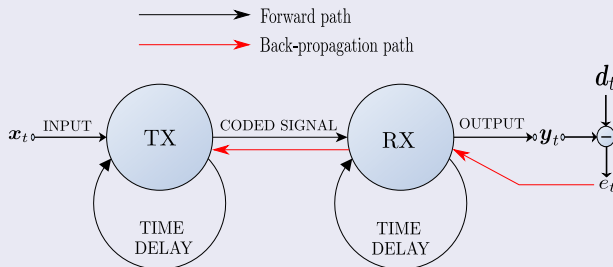 Forward path
Back-propagation path
d_t
x_t INPUT TX CODED SIGNAL RX OUTPUT y_t −
e_t
TIME DELAY
TIME DELAY